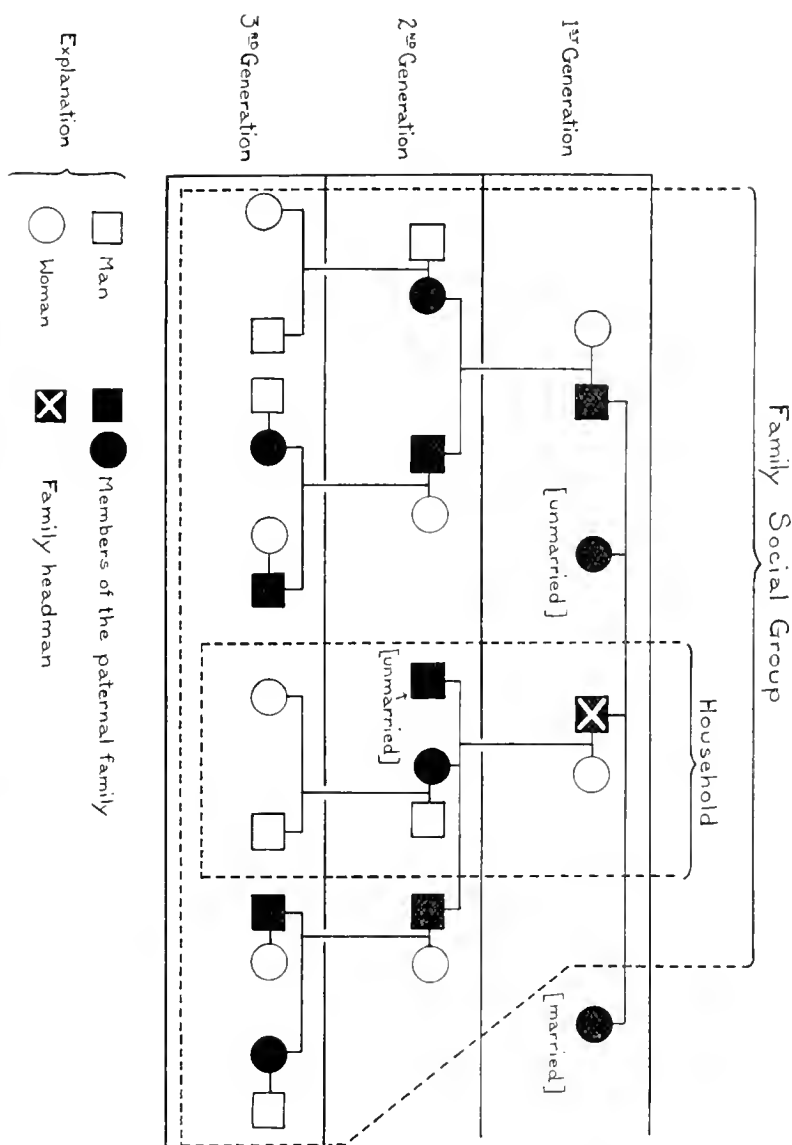 Family Social Group
Household
1ST Generation
[unmarried]
[married]
2ND Generation
[unmarried]
3RD Generation
Explanation
Man
Woman
Members of the paternal family
Family headman